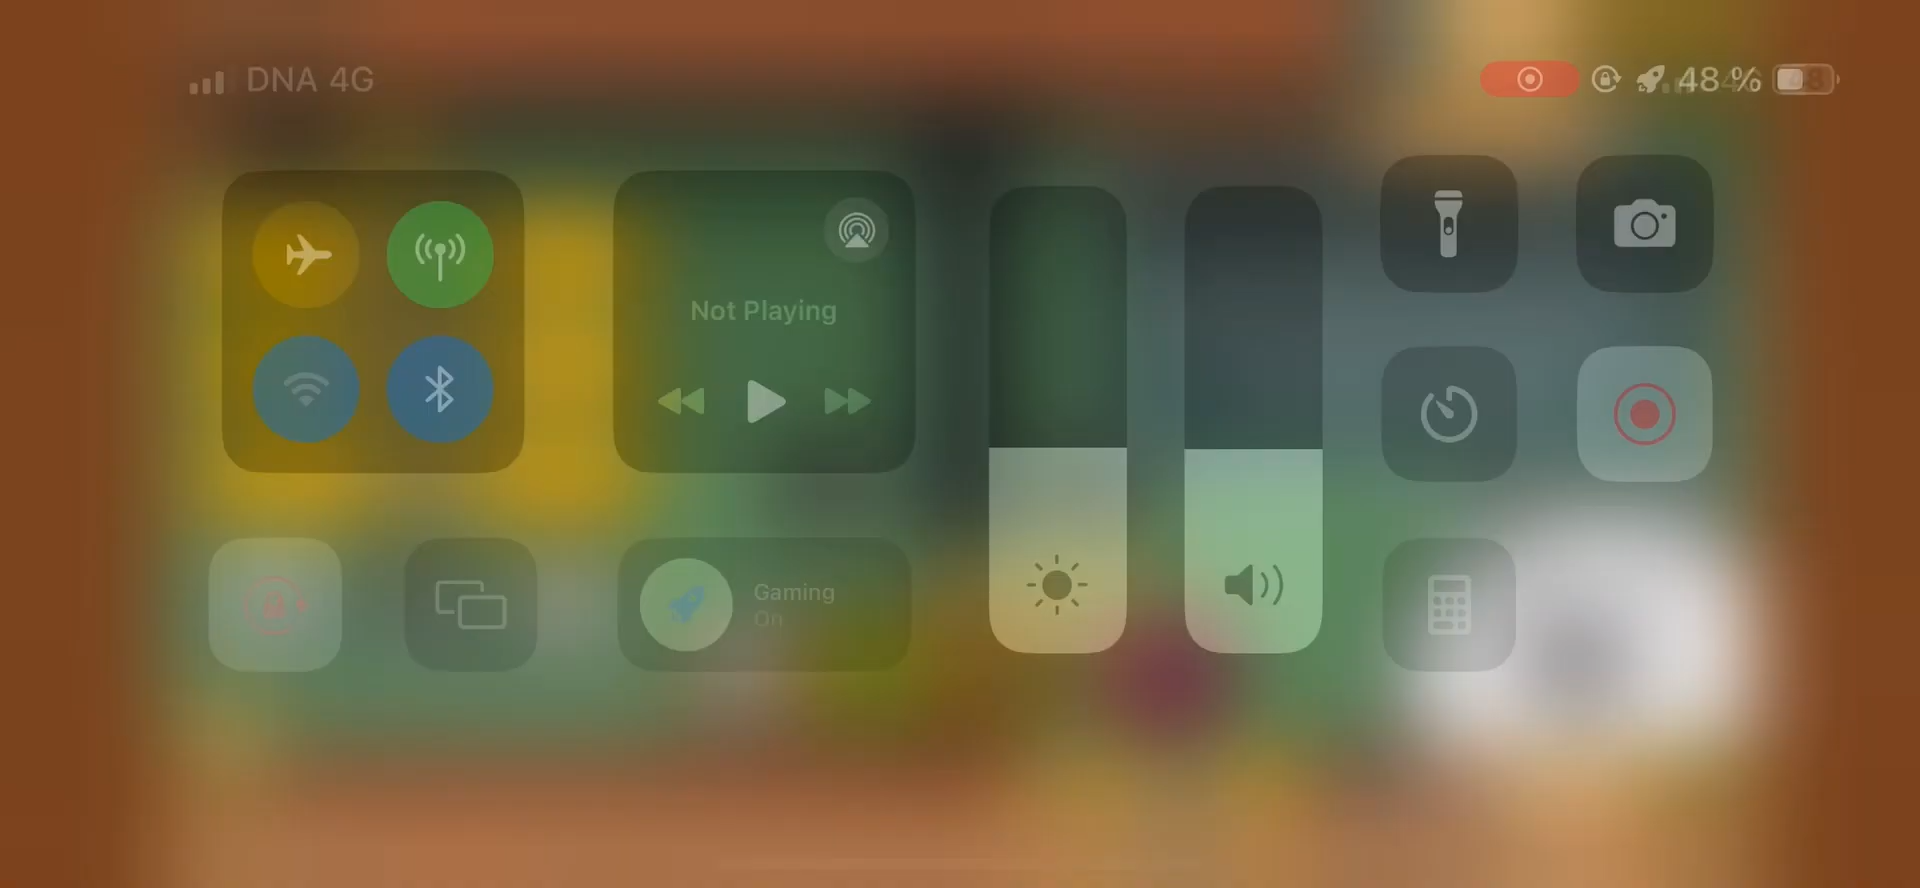 DNA 4G
48 %
Not Playing
Gaming
On